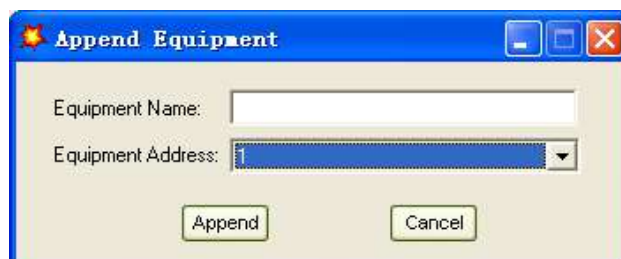 Append Equipment
Equipment Name:
Equipment Address: 1
Append Cancel